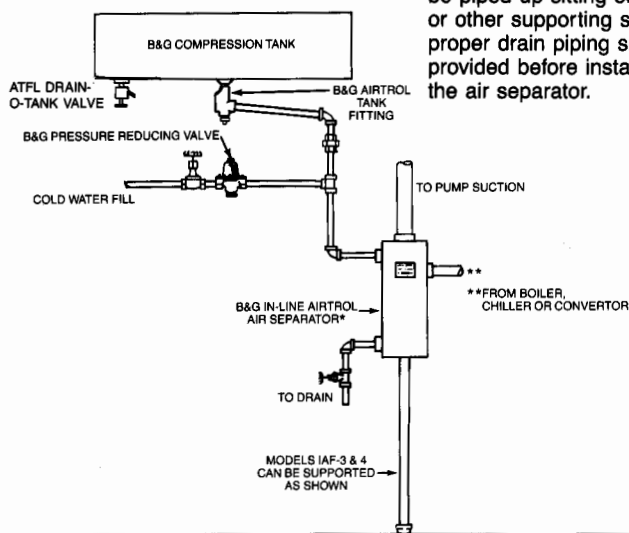 be piped up sitting
or other supporting
proper drain piping
provided before
the air separator.
B&G COMPRESSION TANK
ATFL DRAIN-
O-TANK VALVE
B&G AIRTROL
TANK
FITTING
B&G PRESSURE REDUCING VALVE
COLD WATER FILL
TO PUMP SUCTION
**
**FROM BOILER,
CHILLER OR CONVERTOR
B&G IN-LINE AIRTROL
AIR SEPARATOR*
TO DRAIN
MODELS IAF-3 & 4
CAN BE SUPPORTED
AS SHOWN